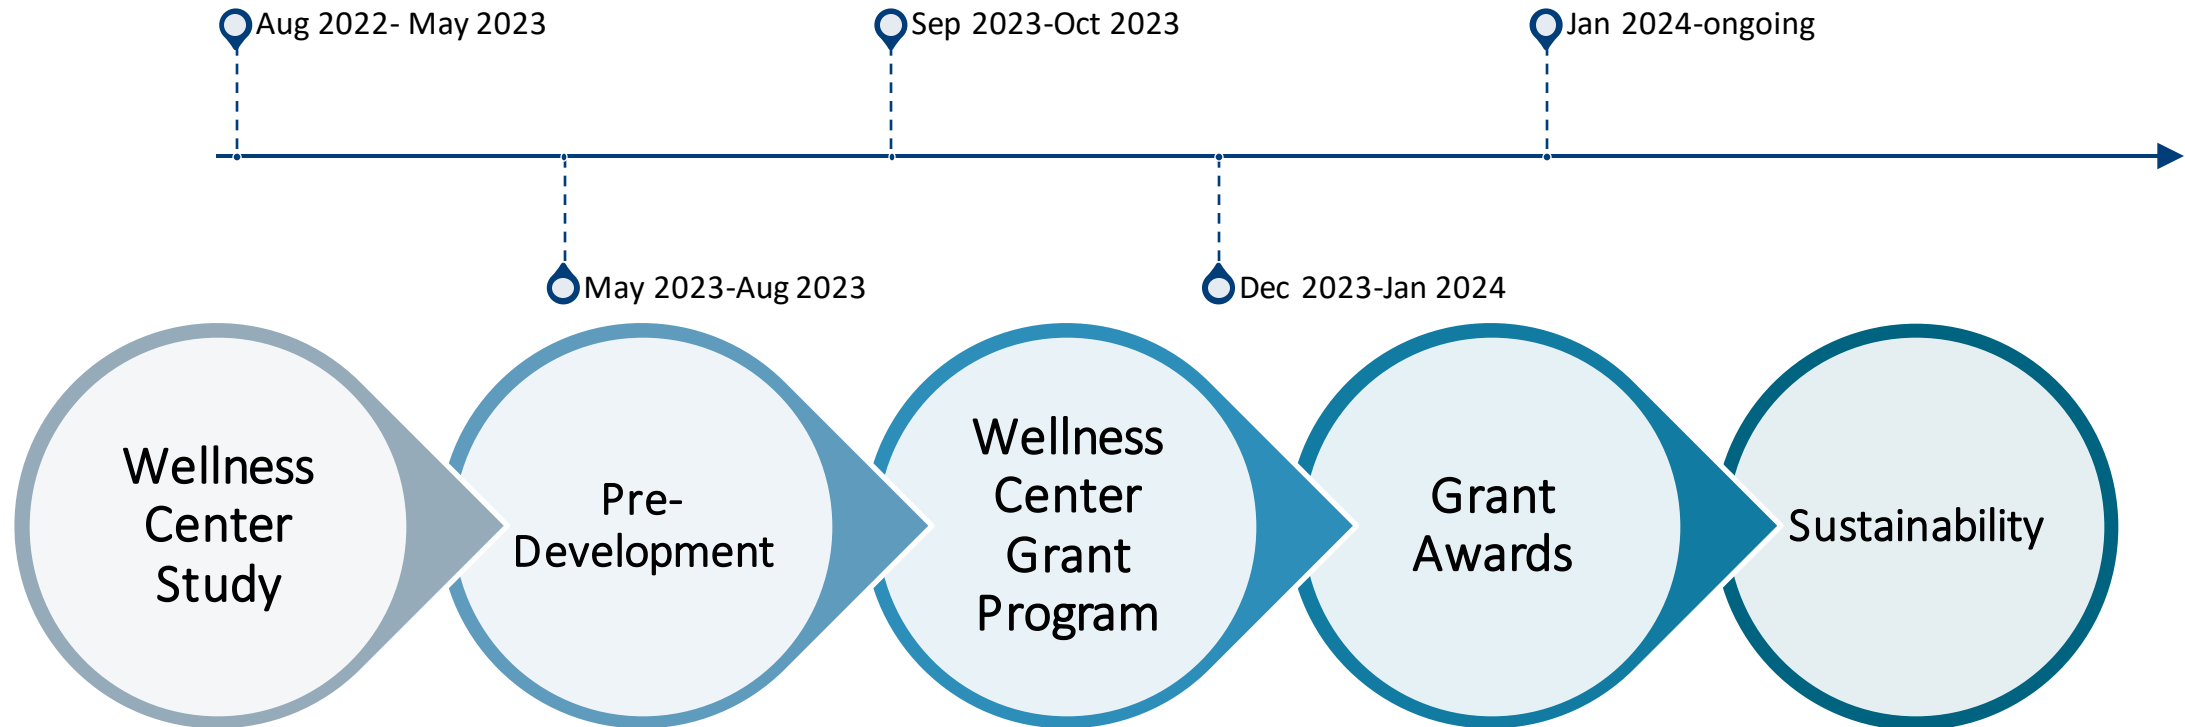 Aug 2022- May 2023
Sep 2023-Oct 2023
Jan 2024-ongoing
May 2023-Aug 2023
Dec 2023-Jan 2024
Wellness
Center
Study
Pre-
Development
Wellness
Center
Grant
Program
Grant
Awards
Sustainability